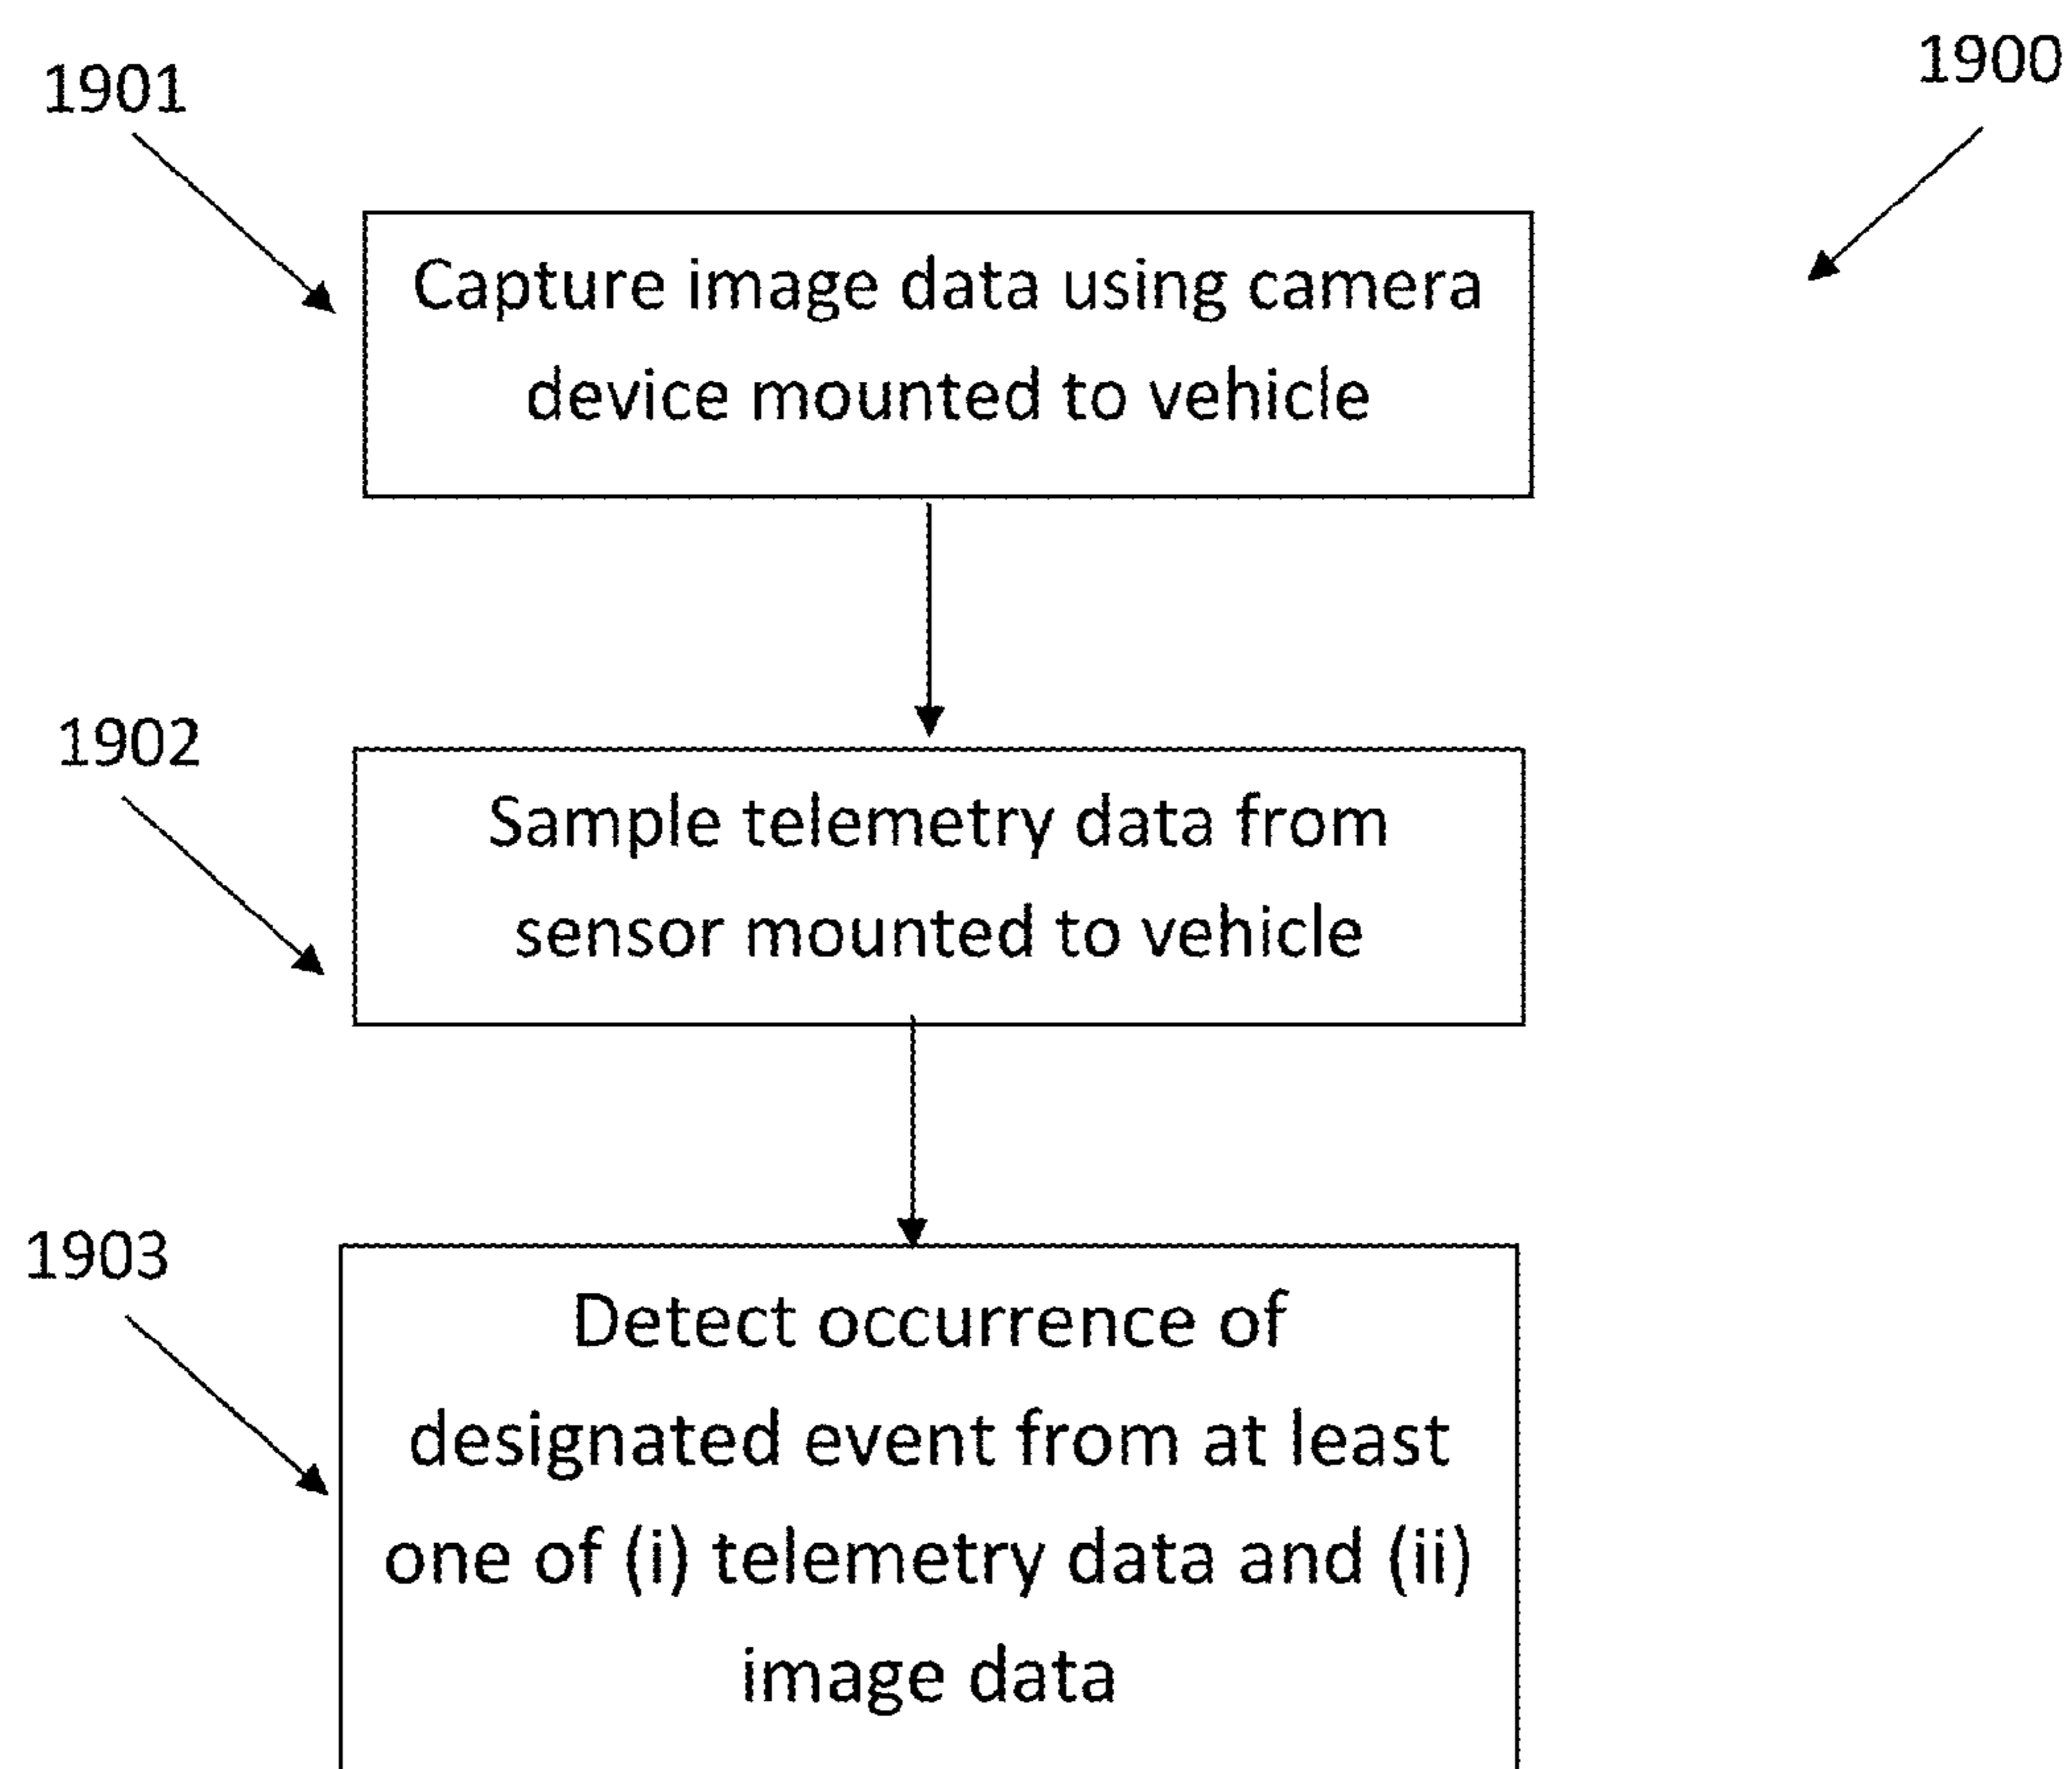 1901
1900
Capture image data using camera
device mounted to vehicle
1902
Sample telemetry data from
sensor mounted to vehicle
1903
Detect occurrence of
designated event from at least
one of (i) telemetry data and (ii)
image data